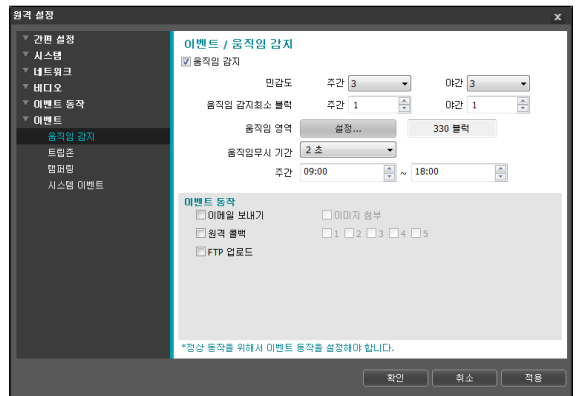 원격 설정 x
간편 설정
시스템
네트워크
비디오
이벤트 동작
이벤트
움직임 감지
트립존
탬퍼링
시스템 이벤트
이벤트 / 움직임 감지
움직임 감지
민감도 주간 3 야간 3
움직임 감지최소 블럭 주간 1 야간 1
움직임 영역 설정... 330 블럭
움직임무시 기간 2 초
주간 09:00 ~ 18:00
이벤트 동작
이메일 보내기 이미지 첨부
원격 콜백 1 2 3 4 5
FTP 업로드
*정상 동작을 위해서 이벤트 동작을 설정해야 합니다.
확인 취소 적용